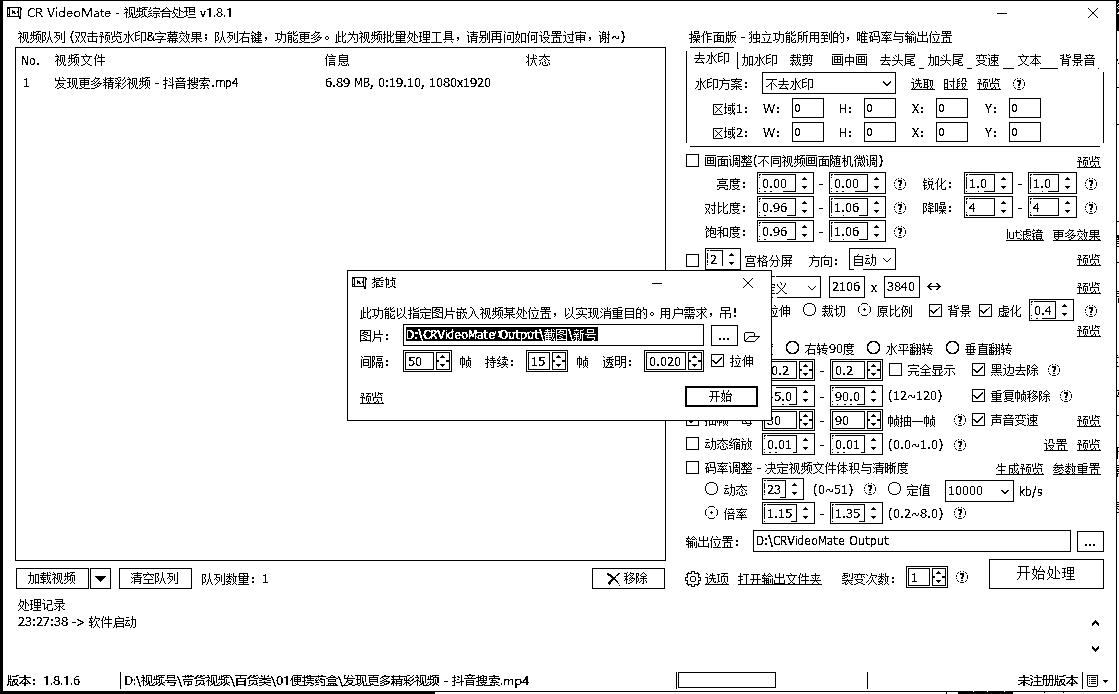 CR VideoMate - 视频综合处理 v1.8.1
视频队列 {双击预览水印&字幕效果；队列右键，功能更多。此为视频批量处理工具，请别再问如何设置过审，谢~}
No. 视频文件 信息 状态
1 发现更多精彩视频 - 抖音搜索.mp4 6.89 MB, 0:19.10, 1080x1920
操作面版 - 独立功能所用到的，唯码率与输出位置
去水印 加水印 裁剪 画中画 去头尾 加头尾 变速 文本 背景音
水印方案： 不去水印 选取 时段 预览
区域1： W: 0 H: 0 X: 0 Y: 0
区域2： W: 0 H: 0 X: 0 Y: 0
画面调整{不同视频画面随机微调} 预览
亮度： 0.00 - 0.00 锐化： 1.0 - 1.0
对比度： 0.96 - 1.06 降噪： 4 - 4
饱和度： 0.96 - 1.06 lut滤镜 更多效果
2 宫格分屏 方向： 自动 预览
义 2106 x 3840
拉伸 裁切 原比例 背景 虚化 0.4
预览
右转90度 水平翻转 垂直翻转
0.2 - 0.2 完全显示 黑边去除
5.0 - 90.0 (12~120) 重复帧移除
90 帧抽一帧 声音变速 预览
动态缩放 0.01 - 0.01 (0.0~1.0) 设置 预览
码率调整 - 决定视频文件体积与清晰度 生成预览 参数重置
动态 23 (0~51) 定值 10000 kb/s
倍率 1.15 - 1.35 (0.2~8.0)
输出位置： D:\CRVideoMate Output ...
选项 打开输出文件夹 裂变次数： 1 开始处理
插帧
此功能以指定图片嵌入视频某处位置，以实现消重目的。用户需求，吊!
图片： D:\CRVideoMate Output\截图\新号 ...
间隔： 50 帧 持续： 15 帧 透明： 0.020 拉伸
预览 开始
加载视频 清空队列 队列数量：1 移除
处理记录
23:27:38 -> 软件启动
版本：1.8.1.6 D:\视频号\带货视频\百货类\01便携药盒\发现更多精彩视频 - 抖音搜索.mp4 未注册版本